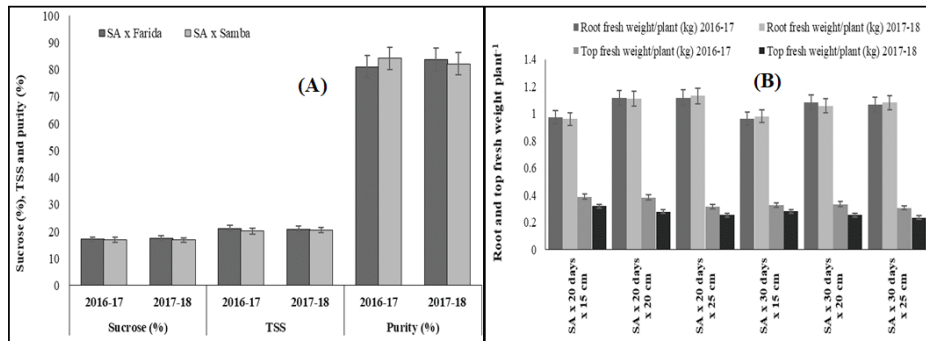 Sucrose (%), TSS and purity (%)
100
90
80
70
60
50
40
30
20
10
0
SA x Farida
SA x Samba
(A)
2016-17
2017-18
2016-17
2017-18
2016-17
2017-18
Sucrose (%)
TSS
Purity (%)
Root fresh weight/plant (kg) 2016-17
Root fresh weight/plant (kg) 2017-18
Top fresh weight/plant (kg) 2016-17
Top fresh weight/plant (kg) 2017-18
(B)
Root and top fresh weight plant⁻¹
1.4
1.2
1
0.8
0.6
0.4
0.2
0
SA x 20 days
x 15 cm
SA x 20 days
x 20 cm
SA x 20 days
x 25 cm
SA x 30 days
x 15 cm
SA x 30 days
x 20 cm
SA x 30 days
x 25 cm